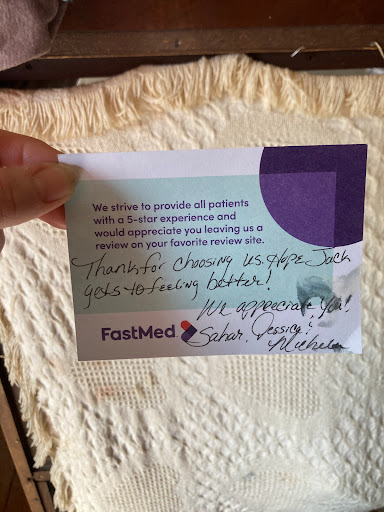 We strive to provide all patients
with a 5-star experience and
would appreciate you leaving us a
review on your favorite review site.
Thanks for choosing us. Hope Jack
gets to feeling better!
We appreciate you!
FastMed Sahar, Jessica,
Michele